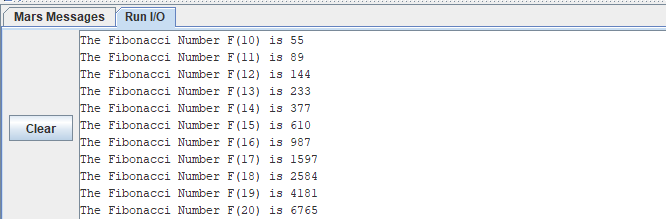 Mars Messages Run I/O
The Fibonacci Number F(10) is 55
The Fibonacci Number F(11) is 89
The Fibonacci Number F(12) is 144
The Fibonacci Number F(13) is 233
The Fibonacci Number F(14) is 377
Clear
The Fibonacci Number F(15) is 610
The Fibonacci Number F(16) is 987
The Fibonacci Number F(17) is 1597
The Fibonacci Number F(18) is 2584
The Fibonacci Number F(19) is 4181
The Fibonacci Number F(20) is 6765